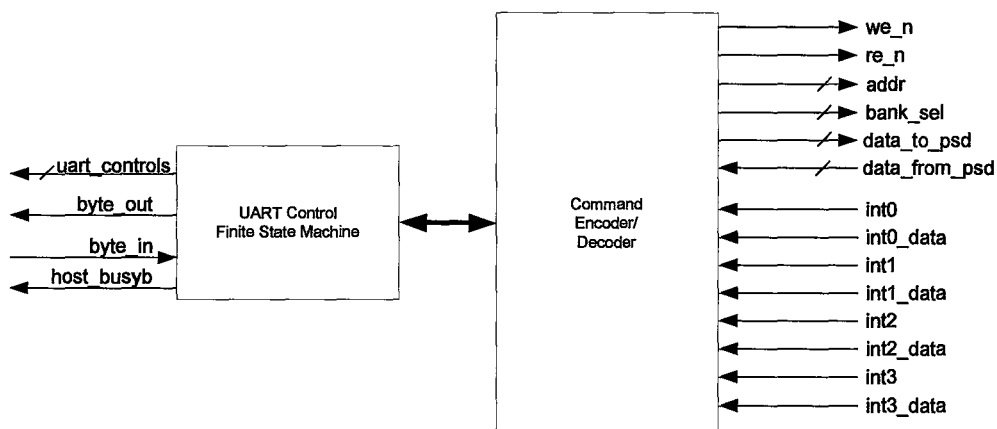 we_n
re_n
addr
bank_sel
data_to_psd
data_from_psd
uart_controls
byte_out
byte_in
host_busyb
UART Control
Finite State Machine
Command
Encoder/
Decoder
int0
int0_data
int1
int1_data
int2
int2_data
int3
int3_data